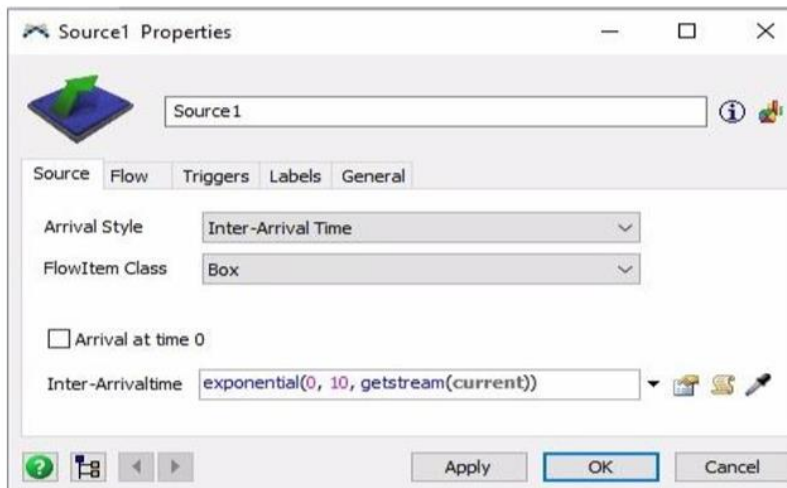 Source1 Properties
Source1
Source Flow Triggers Labels General
Arrival Style Inter-Arrival Time
FlowItem Class Box
Arrival at time 0
Inter-Arrivaltime exponential(0, 10, getstream(current))
Apply OK Cancel